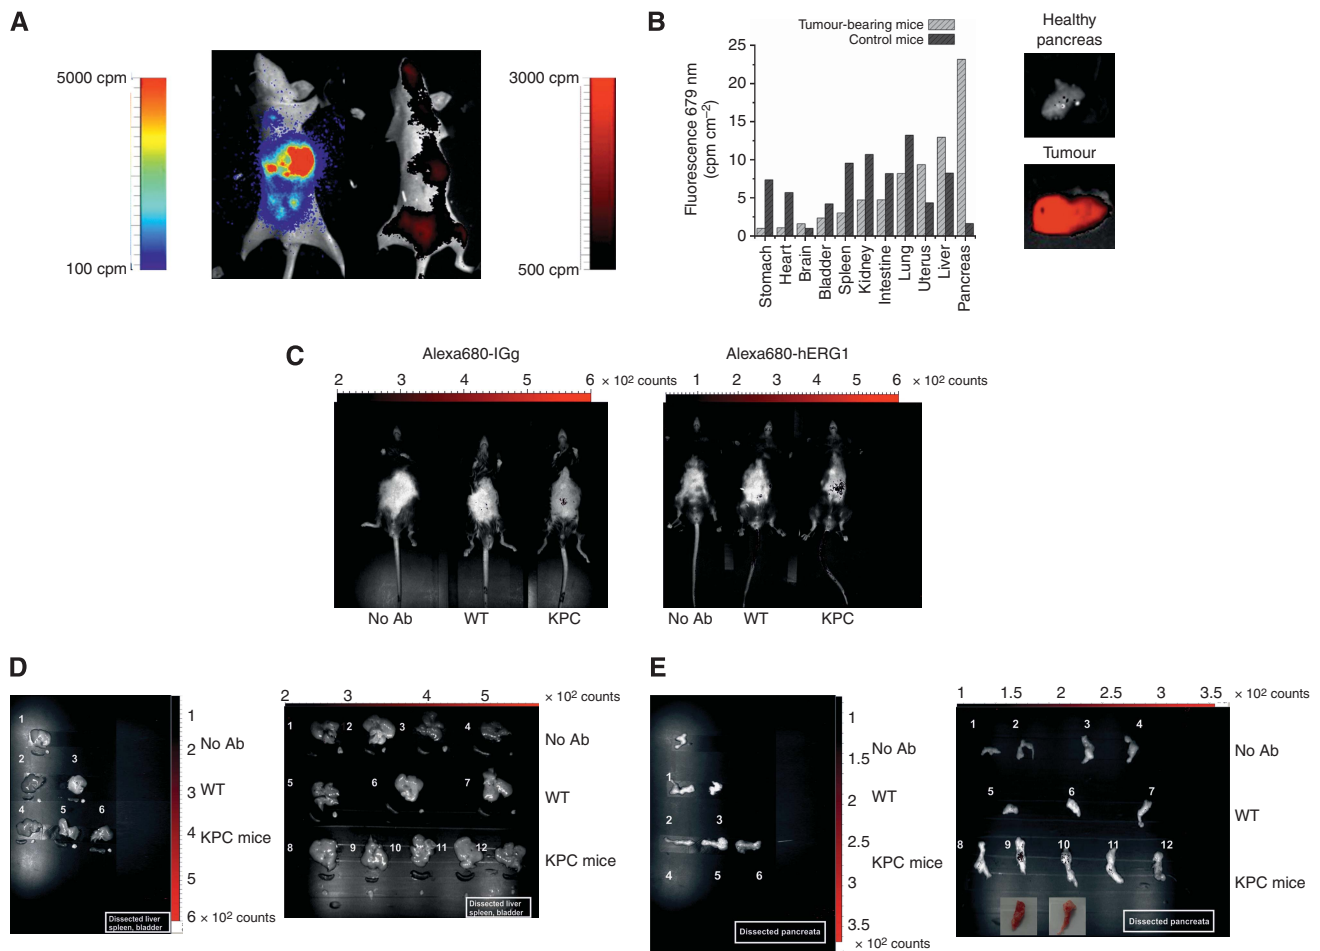 A
5000 cpm
100 cpm
3000 cpm
500 cpm
B
Tumour-bearing mice
Control mice
Fluorescence 679 nm
(cpm cm−2)
25
20
15
10
5
0
Stomach
Heart
Brain
Bladder
Spleen
Kidney
Intestine
Lung
Uterus
Liver
Pancreas
Healthy
pancreas
Tumour
C
Alexa680-IGg
2 3 4 5 6 × 10² counts
No Ab WT KPC
Alexa680-hERG1
1 2 3 4 5 6 × 10² counts
No Ab WT KPC
D
1
2 3
4 5 6
Dissected liver
spleen, bladder
1
No Ab
2
3 WT
4 KPC mice
5
6 × 10² counts
2 3 4 5 × 10² counts
1 2 3 4
No Ab
5 6 7
WT
8 9 10 11 12
KPC mice
Dissected liver
spleen, bladder
E
1
2 3
4 5 6
Dissected pancreata
1
No Ab
1.5
WT
2
2.5
KPC mice
3
3.5
× 10² counts
1 1.5 2 2.5 3 3.5 × 10² counts
1 2 3 4
No Ab
5 6 7
WT
8 9 10 11 12
KPC mice
Dissected pancreata